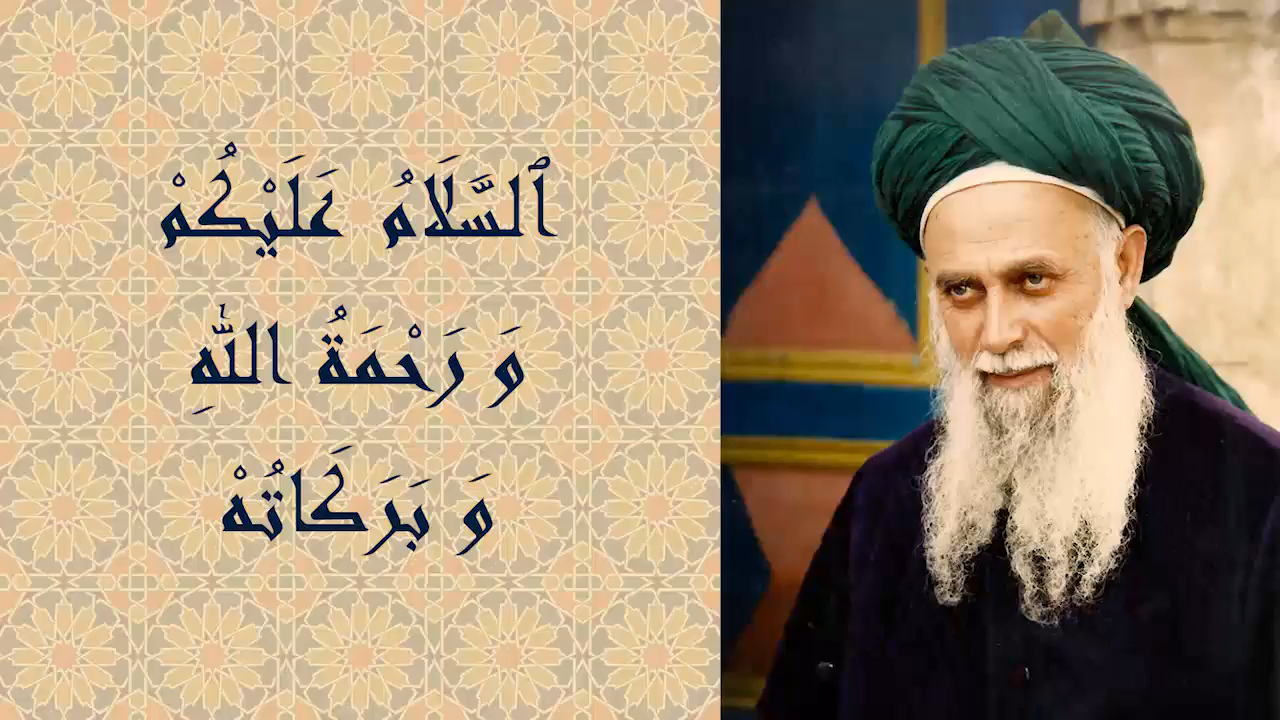 ٱلسَّلَامُ عَلَيْكُمْ
وَ رَحْمَةُ اللّٰهِ
وَ بَرَكَاتُهْ